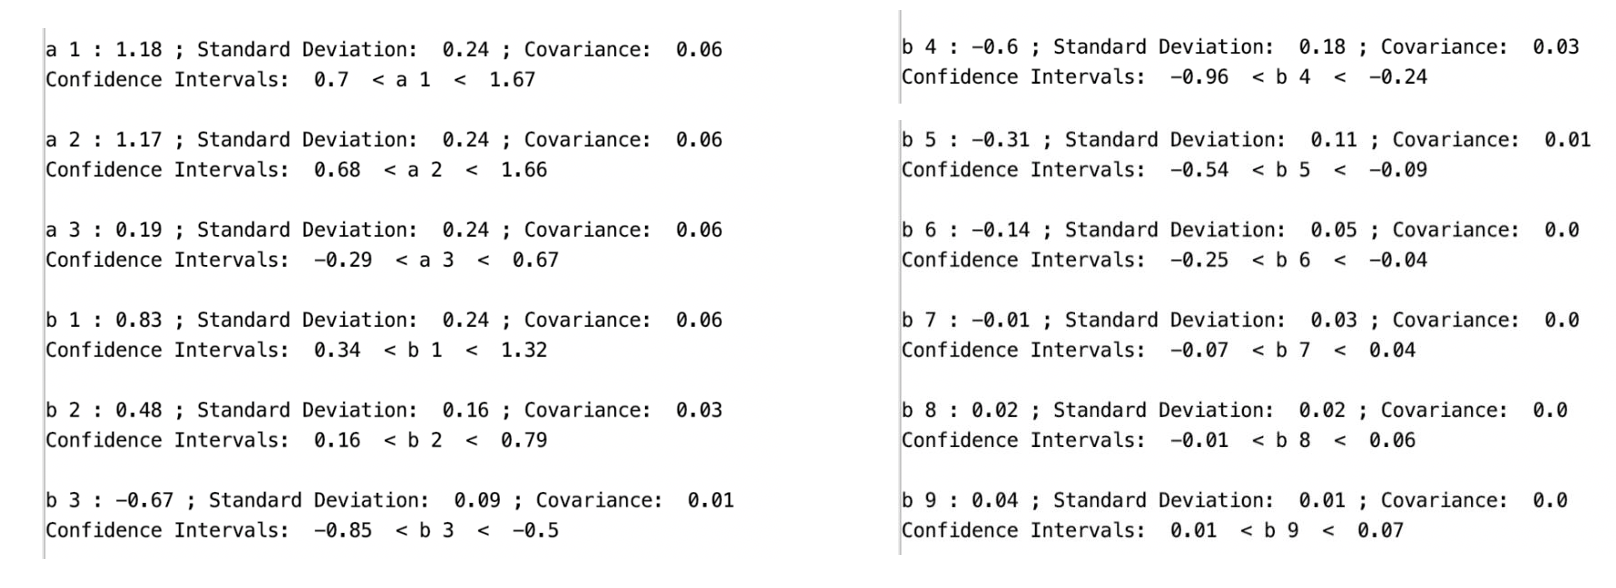 a 1 : 1.18 ; Standard Deviation:  0.24 ; Covariance:  0.06
Confidence Intervals:  0.7  < a 1  <  1.67
a 2 : 1.17 ; Standard Deviation:  0.24 ; Covariance:  0.06
Confidence Intervals:  0.68  < a 2  <  1.66
a 3 : 0.19 ; Standard Deviation:  0.24 ; Covariance:  0.06
Confidence Intervals:  -0.29  < a 3  <  0.67
b 1 : 0.83 ; Standard Deviation:  0.24 ; Covariance:  0.06
Confidence Intervals:  0.34  < b 1  <  1.32
b 2 : 0.48 ; Standard Deviation:  0.16 ; Covariance:  0.03
Confidence Intervals:  0.16  < b 2  <  0.79
b 3 : -0.67 ; Standard Deviation:  0.09 ; Covariance:  0.01
Confidence Intervals:  -0.85  < b 3  <  -0.5
b 4 : -0.6 ; Standard Deviation:  0.18 ; Covariance:  0.03
Confidence Intervals:  -0.96  < b 4  <  -0.24
b 5 : -0.31 ; Standard Deviation:  0.11 ; Covariance:  0.01
Confidence Intervals:  -0.54  < b 5  <  -0.09
b 6 : -0.14 ; Standard Deviation:  0.05 ; Covariance:  0.0
Confidence Intervals:  -0.25  < b 6  <  -0.04
b 7 : -0.01 ; Standard Deviation:  0.03 ; Covariance:  0.0
Confidence Intervals:  -0.07  < b 7  <  0.04
b 8 : 0.02 ; Standard Deviation:  0.02 ; Covariance:  0.0
Confidence Intervals:  -0.01  < b 8  <  0.06
b 9 : 0.04 ; Standard Deviation:  0.01 ; Covariance:  0.0
Confidence Intervals:  0.01  < b 9  <  0.07